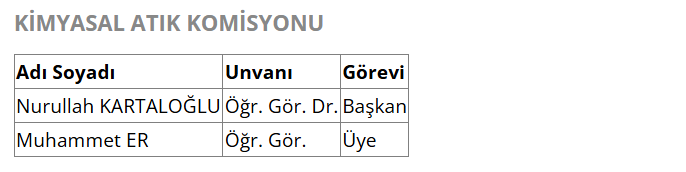 KİMYASAL ATIK KOMİSYONU
Adı Soyadı Unvanı Görevi
Nurullah KARTALOĞLU Öğr. Gör. Dr. Başkan
Muhammet ER Öğr. Gör. Üye